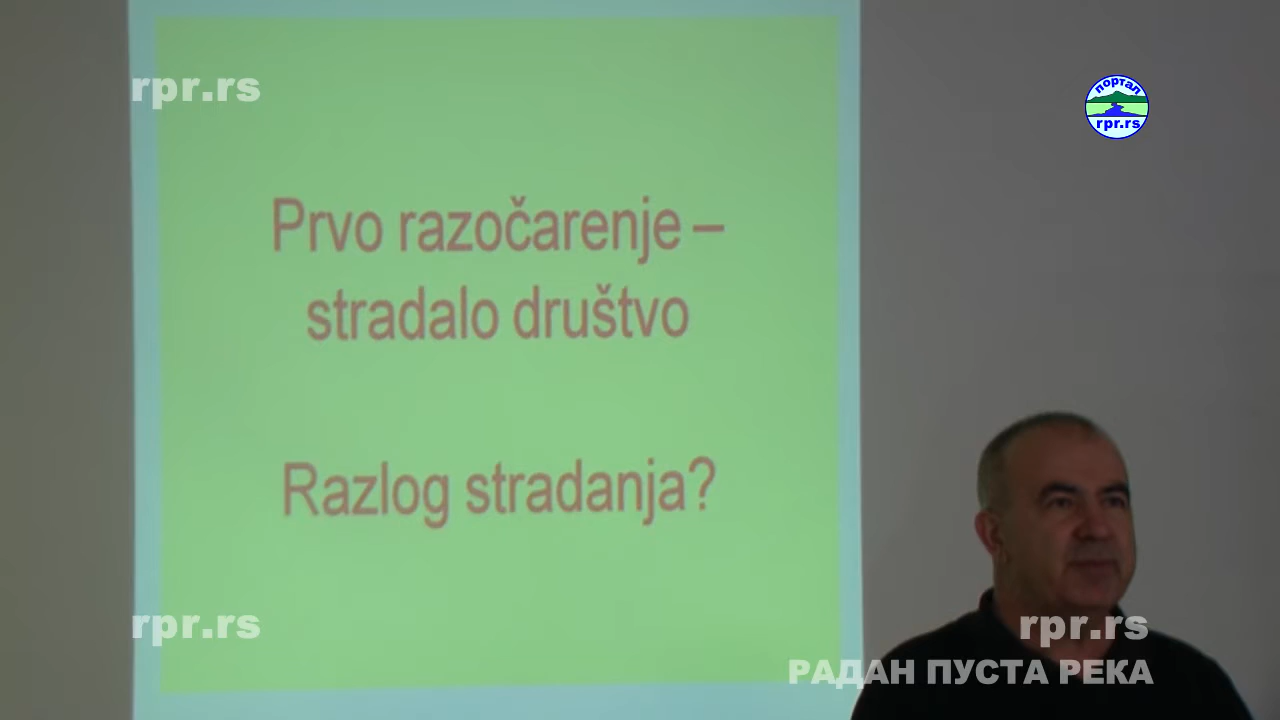 rpr.rs
портал
rpr.rs
Prvo razočarenje –
stradalo društvo
Razlog stradanja?
rpr.rs
rpr.rs
РАДАН ПУСТА РЕКА